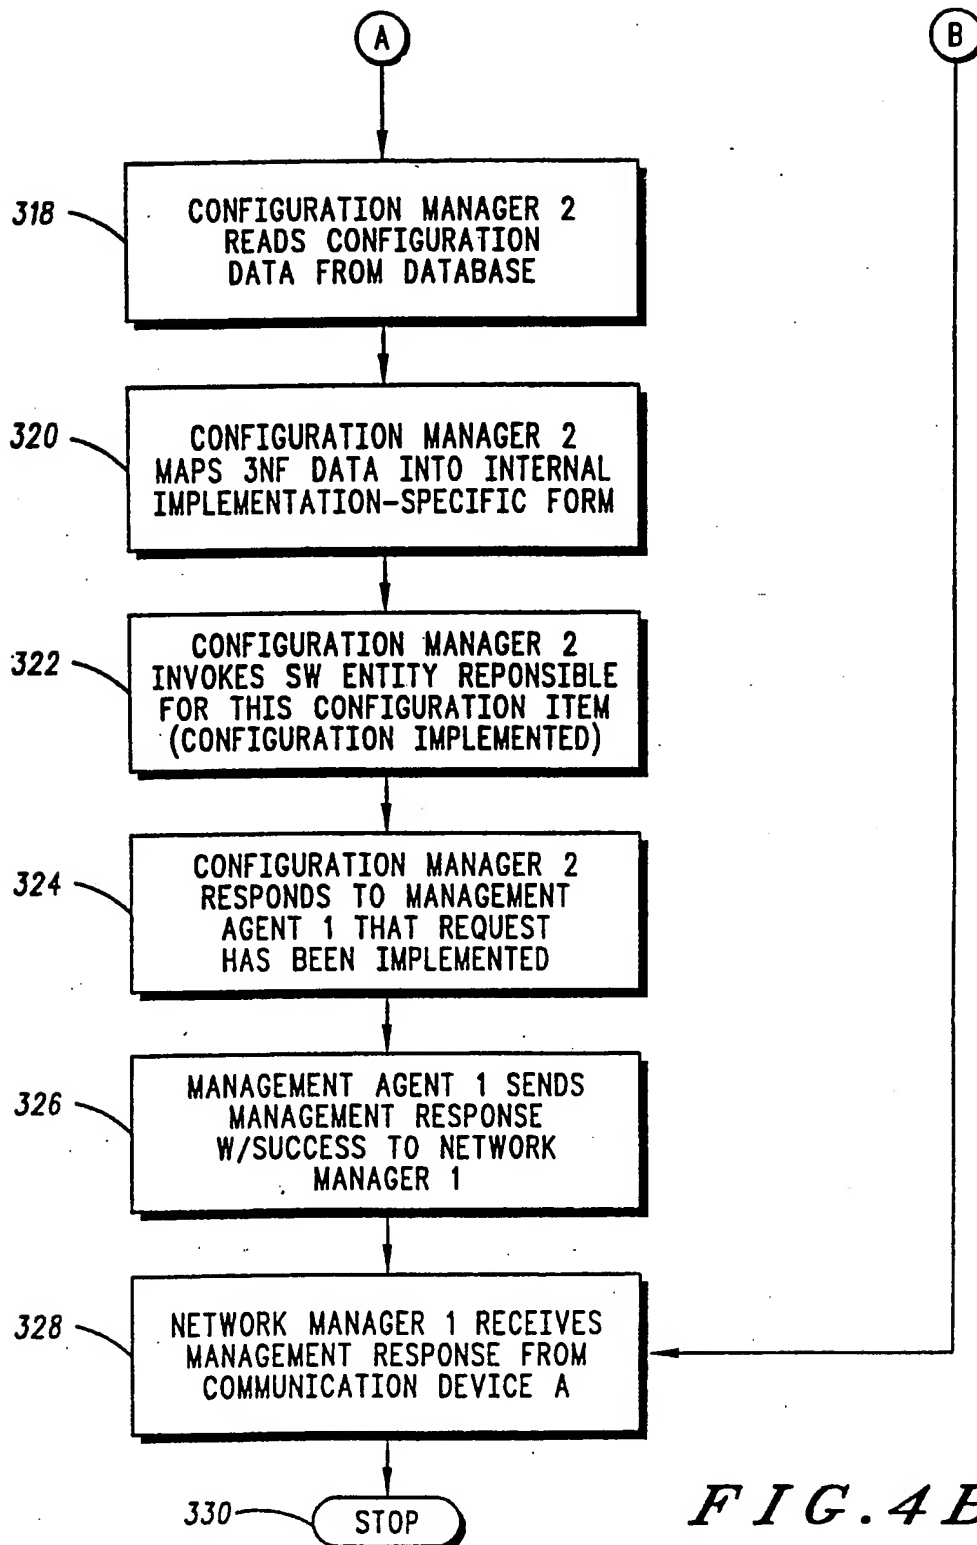 A
B
318
CONFIGURATION MANAGER 2
READS CONFIGURATION
DATA FROM DATABASE
320
CONFIGURATION MANAGER 2
MAPS 3NF DATA INTO INTERNAL
IMPLEMENTATION-SPECIFIC FORM
322
CONFIGURATION MANAGER 2
INVOKES SW ENTITY REPONSIBLE
FOR THIS CONFIGURATION ITEM
(CONFIGURATION IMPLEMENTED)
324
CONFIGURATION MANAGER 2
RESPONDS TO MANAGEMENT
AGENT 1 THAT REQUEST
HAS BEEN IMPLEMENTED
326
MANAGEMENT AGENT 1 SENDS
MANAGEMENT RESPONSE
W/SUCCESS TO NETWORK
MANAGER 1
328
NETWORK MANAGER 1 RECEIVES
MANAGEMENT RESPONSE FROM
COMMUNICATION DEVICE A
330
STOP
FIG.4B